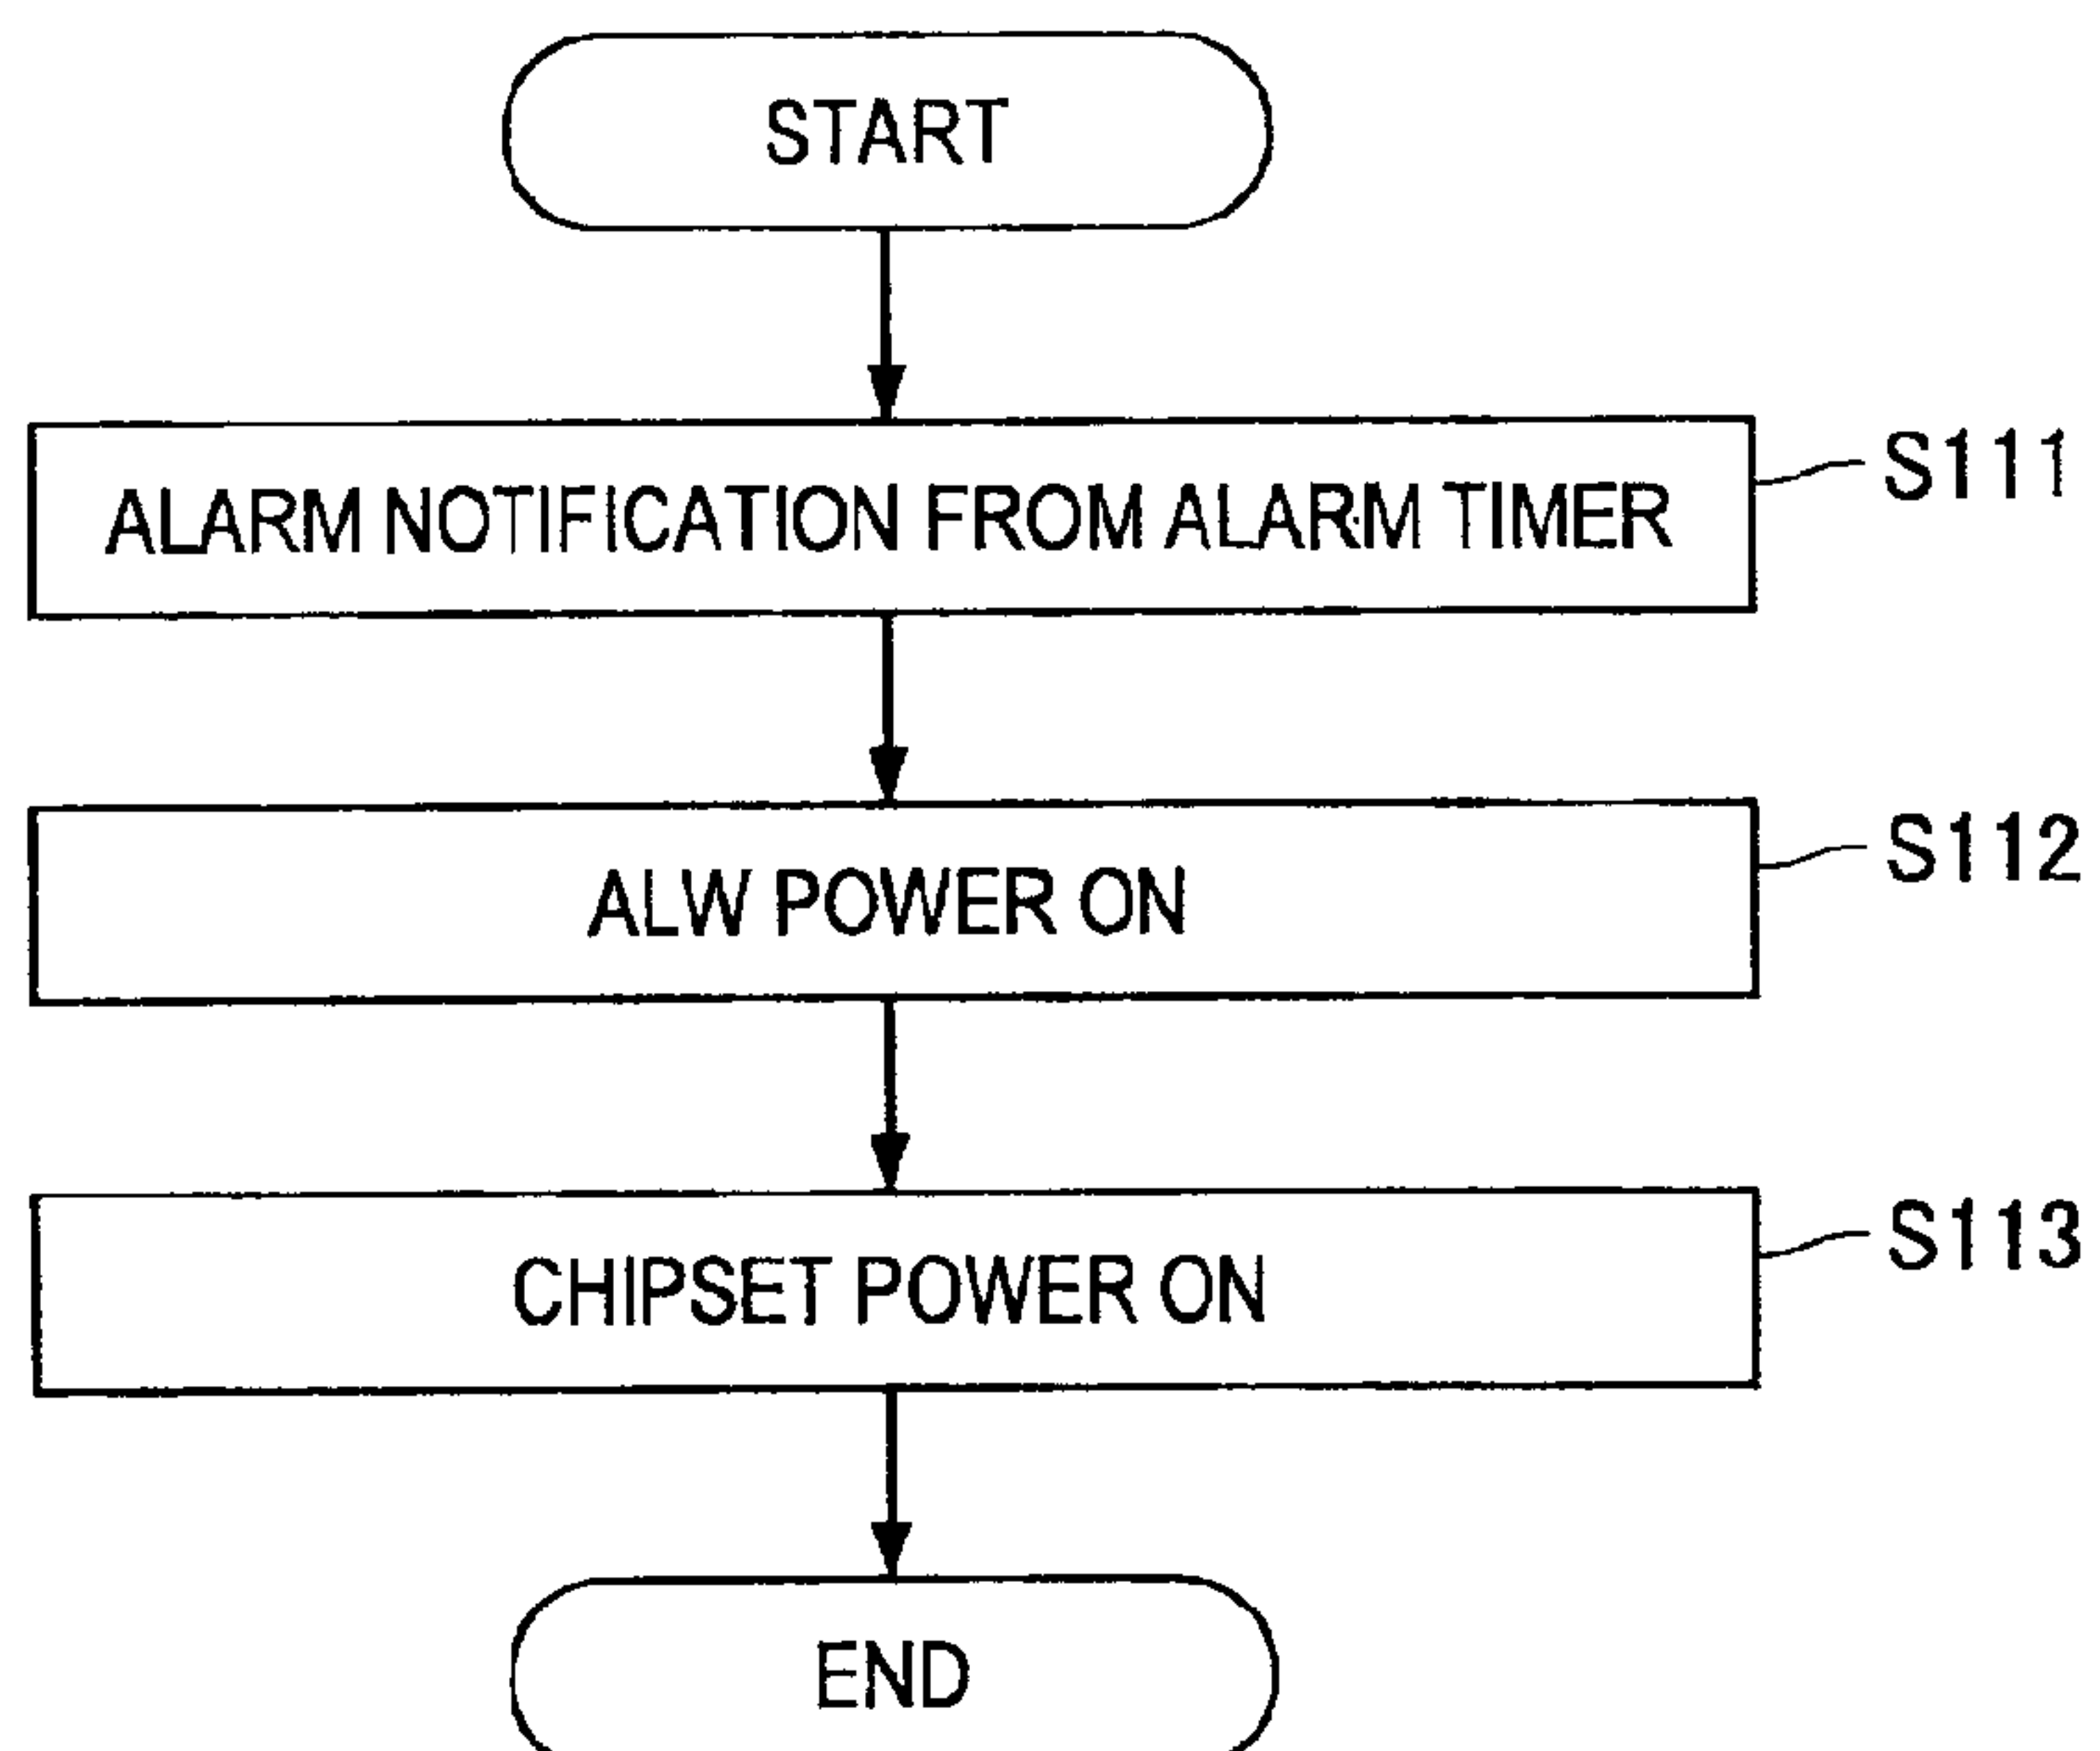 START
ALARM NOTIFICATION FROM ALARM TIMER
S111
ALW POWER ON
S112
CHIPSET POWER ON
S113
END